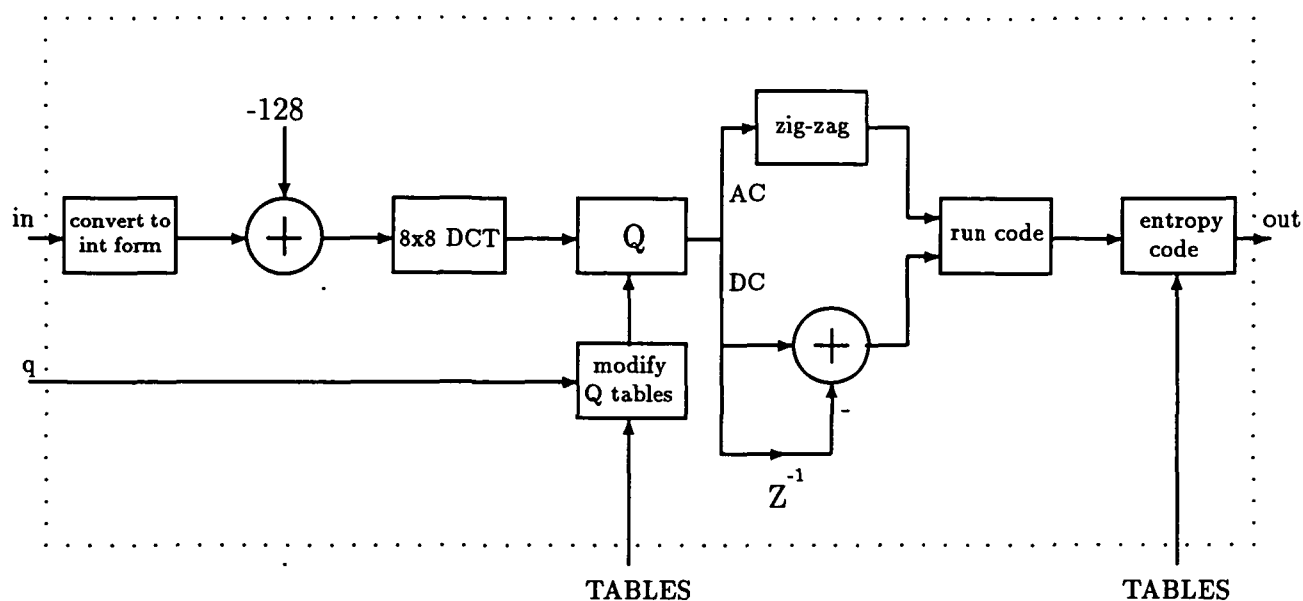 -128
zig-zag
AC
in
convert to
int form
+
8x8 DCT
Q
run code
entropy
code
out
DC
q
modify
Q tables
+
-
Z^-1
TABLES
TABLES